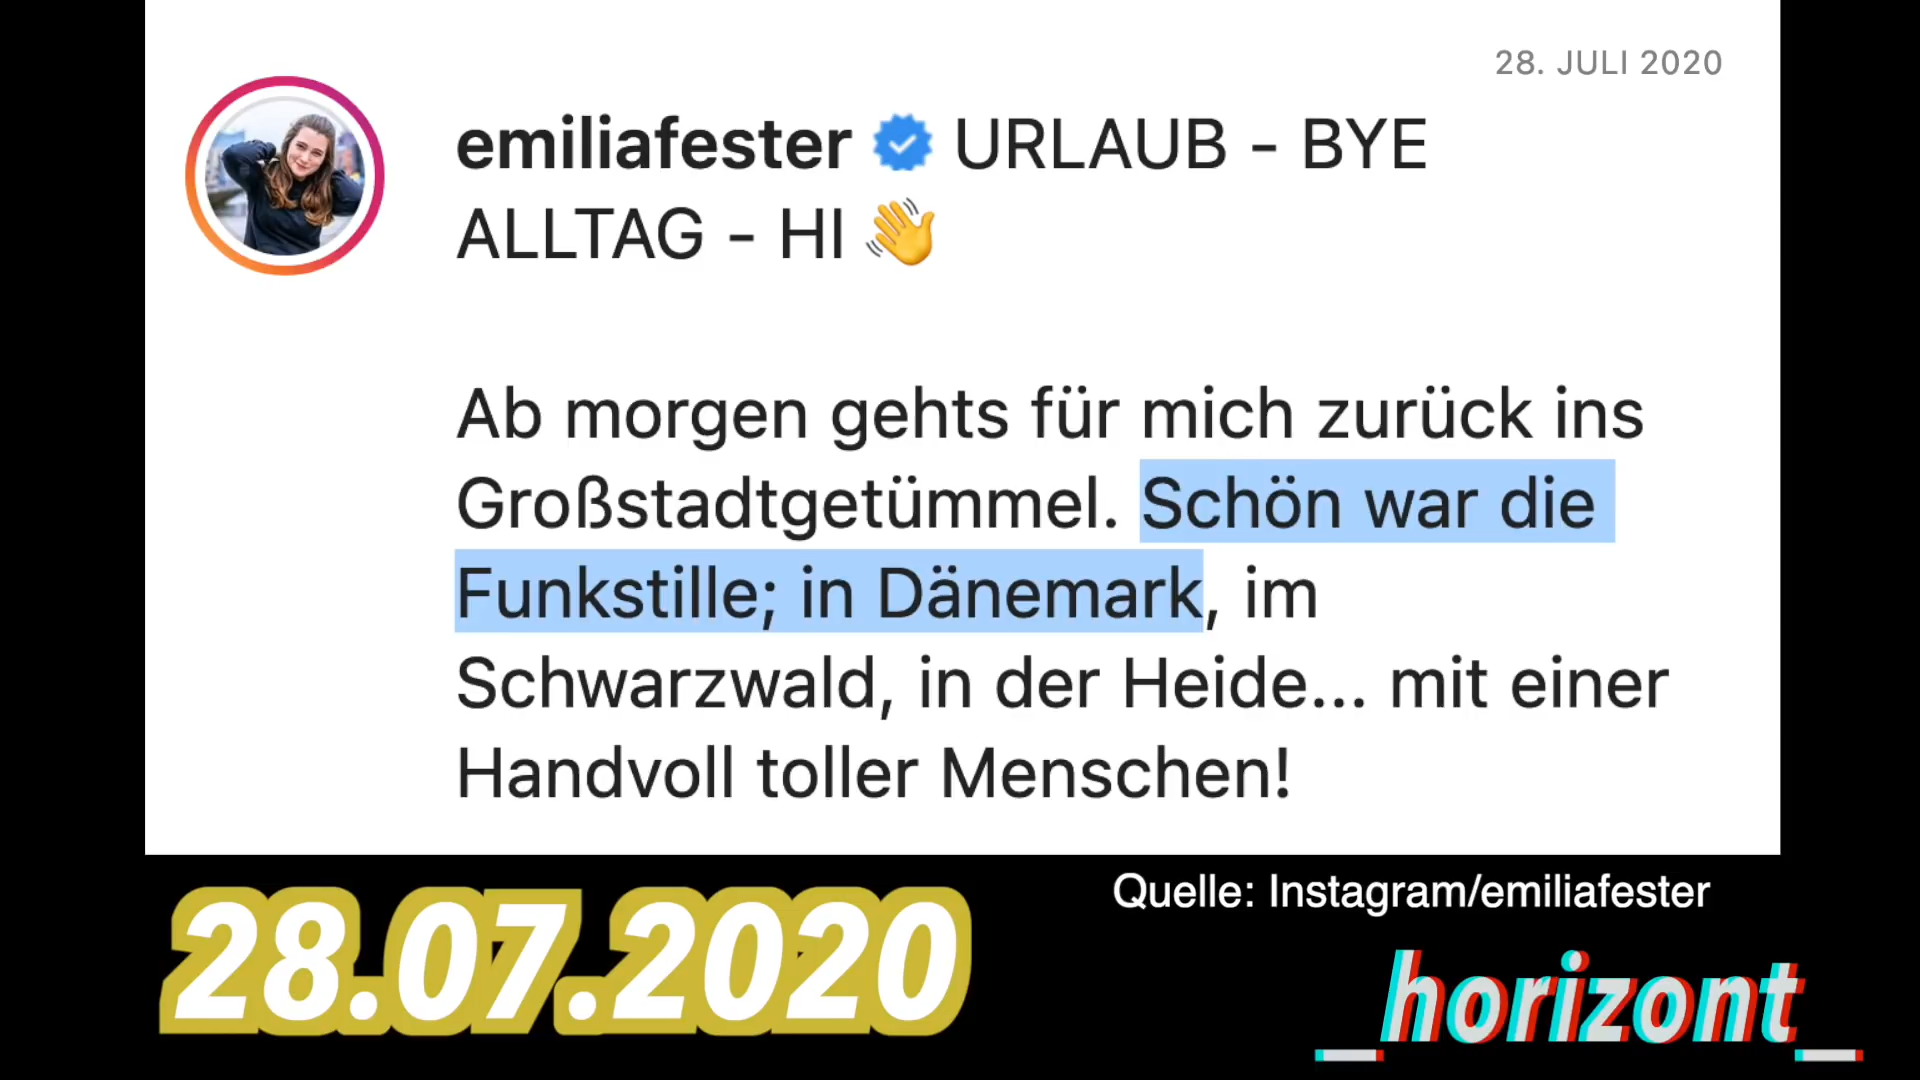 28. JULI 2020
emiliafester URLAUB - BYE
ALLTAG - HI 👋
Ab morgen gehts für mich zurück ins
Großstadtgetümmel. Schön war die
Funkstille; in Dänemark, im
Schwarzwald, in der Heide... mit einer
Handvoll toller Menschen!
Quelle: Instagram/emiliafester
28.07.2020
_horizont_